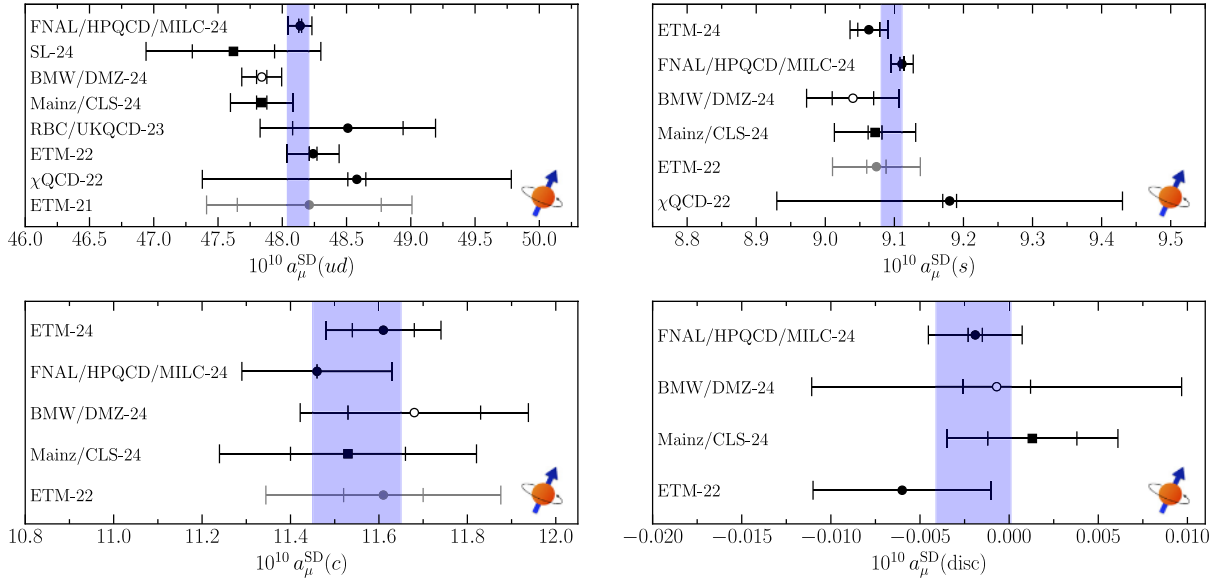 FNAL/HPQCD/MILC-24
SL-24
BMW/DMZ-24
Mainz/CLS-24
RBC/UKQCD-23
ETM-22
χQCD-22
ETM-21
46.0 47.0 47.5 48.0 48.5 49.0 49.5 50.0
10^{10} a_μ^{SD}(ud)
ETM-24
FNAL/HPQCD/MILC-24
BMW/DMZ-24
Mainz/CLS-24
ETM-22
χQCD-22
8.8 8.9 9.0 9.1 9.2 9.3 9.4 9.5
10^{10} a_μ^{SD}(s)
ETM-24
FNAL/HPQCD/MILC-24
BMW/DMZ-24
Mainz/CLS-24
ETM-22
10.8 11.0 11.2 11.4 11.6 11.8 12.0
10^{10} a_μ^{SD}(c)
FNAL/HPQCD/MILC-24
BMW/DMZ-24
Mainz/CLS-24
ETM-22
−0.020 −0.015 −0.010 −0.005 0.000 0.005 0.010
10^{10} a_μ^{SD}(disc)